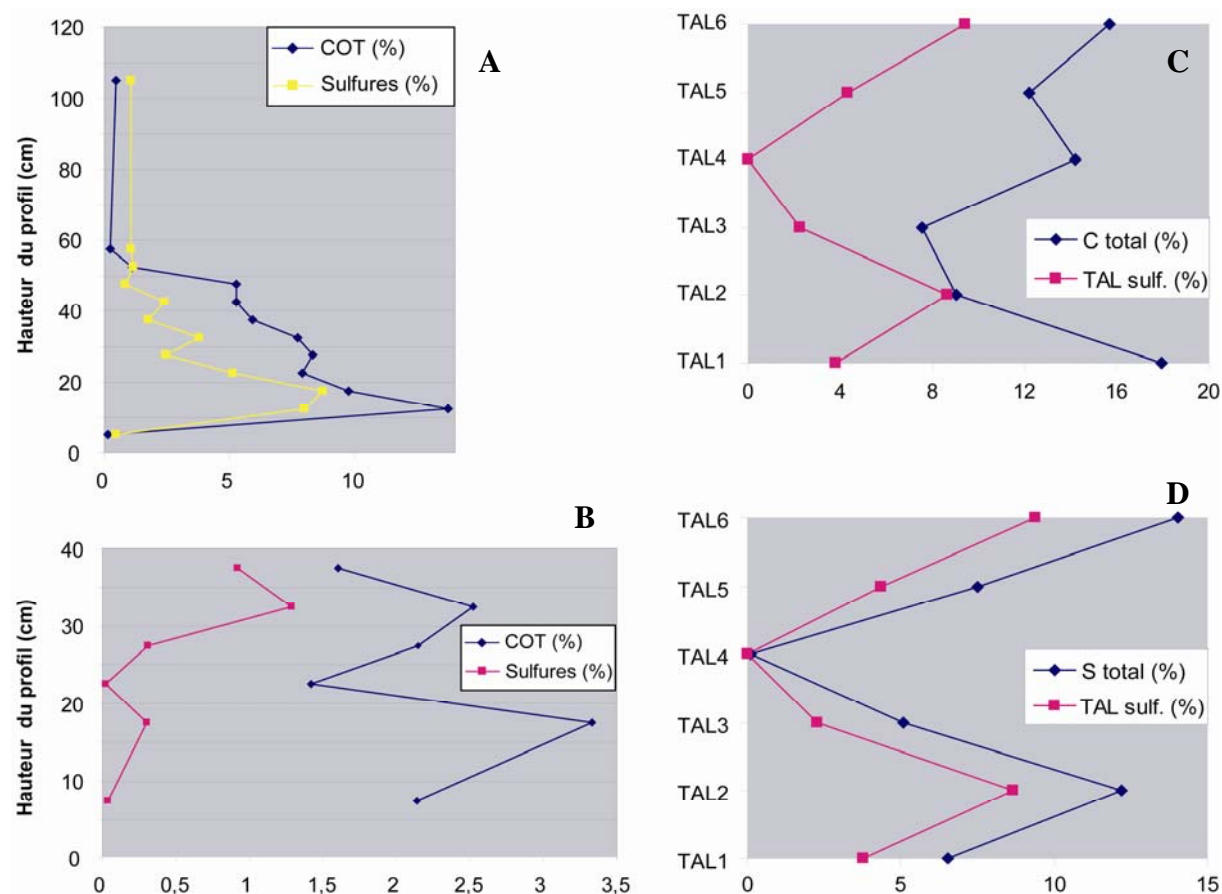 A
Hauteur du profil (cm)
120
100
80
60
40
20
0
COT (%)
Sulfures (%)
0 5 10
B
Hauteur du profil (cm)
40
30
20
10
0
COT (%)
Sulfures (%)
0 0,5 1 1,5 2 2,5 3 3,5
C
TAL6
TAL5
TAL4
TAL3
TAL2
TAL1
C total (%)
TAL sulf. (%)
0 4 8 12 16 20
D
TAL6
TAL5
TAL4
TAL3
TAL2
TAL1
S total (%)
TAL sulf. (%)
0 5 10 15